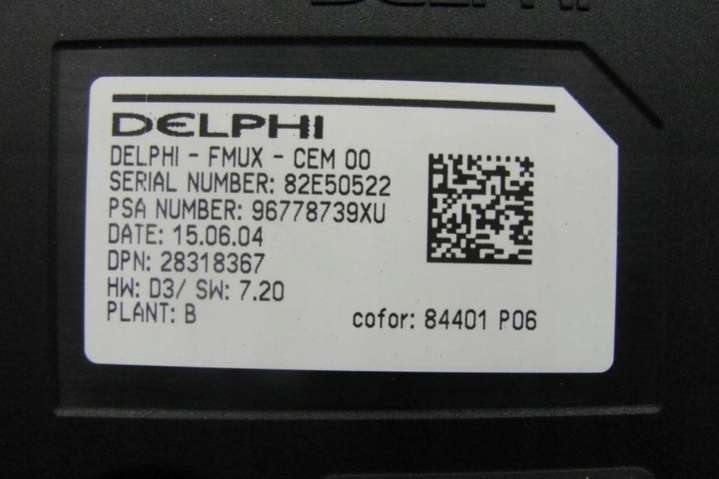 DELPHI
DELPHI
DELPHI - FMUX - CEM 00
SERIAL NUMBER: 82E50522
PSA NUMBER: 96778739XU
DATE: 15.06.04
DPN: 28318367
HW: D3/ SW: 7.20
PLANT: B
cofor: 84401 P06